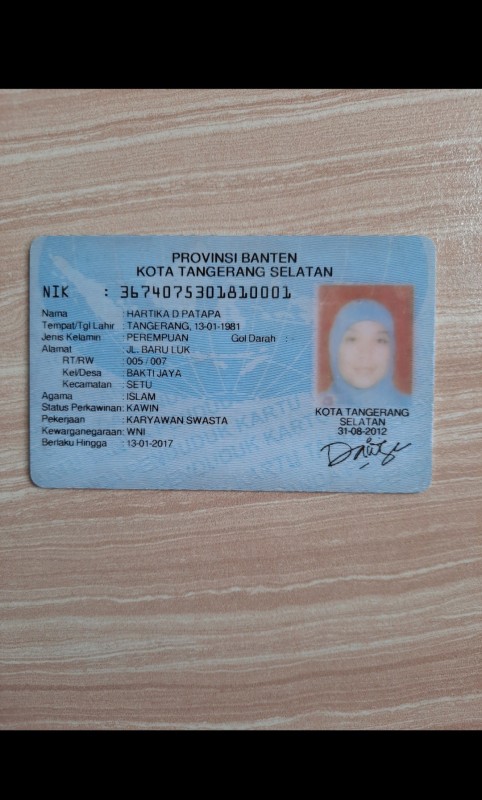 PROVINSI BANTEN
KOTA TANGERANG SELATAN
NIK : 3674075301810001
Nama : HARTIKA D PATAPA
Tempat/Tgl Lahir : TANGERANG, 13-01-1981
Jenis Kelamin : PEREMPUAN Gol Darah :
Alamat : JL. BARU LUK
RT/RW : 005 / 007
Kel/Desa : BAKTI JAYA
Kecamatan : SETU
Agama : ISLAM
Status Perkawinan: KAWIN
Pekerjaan : KARYAWAN SWASTA
Kewarganegaraan: WNI
Berlaku Hingga : 13-01-2017
KOTA TANGERANG
SELATAN
31-08-2012